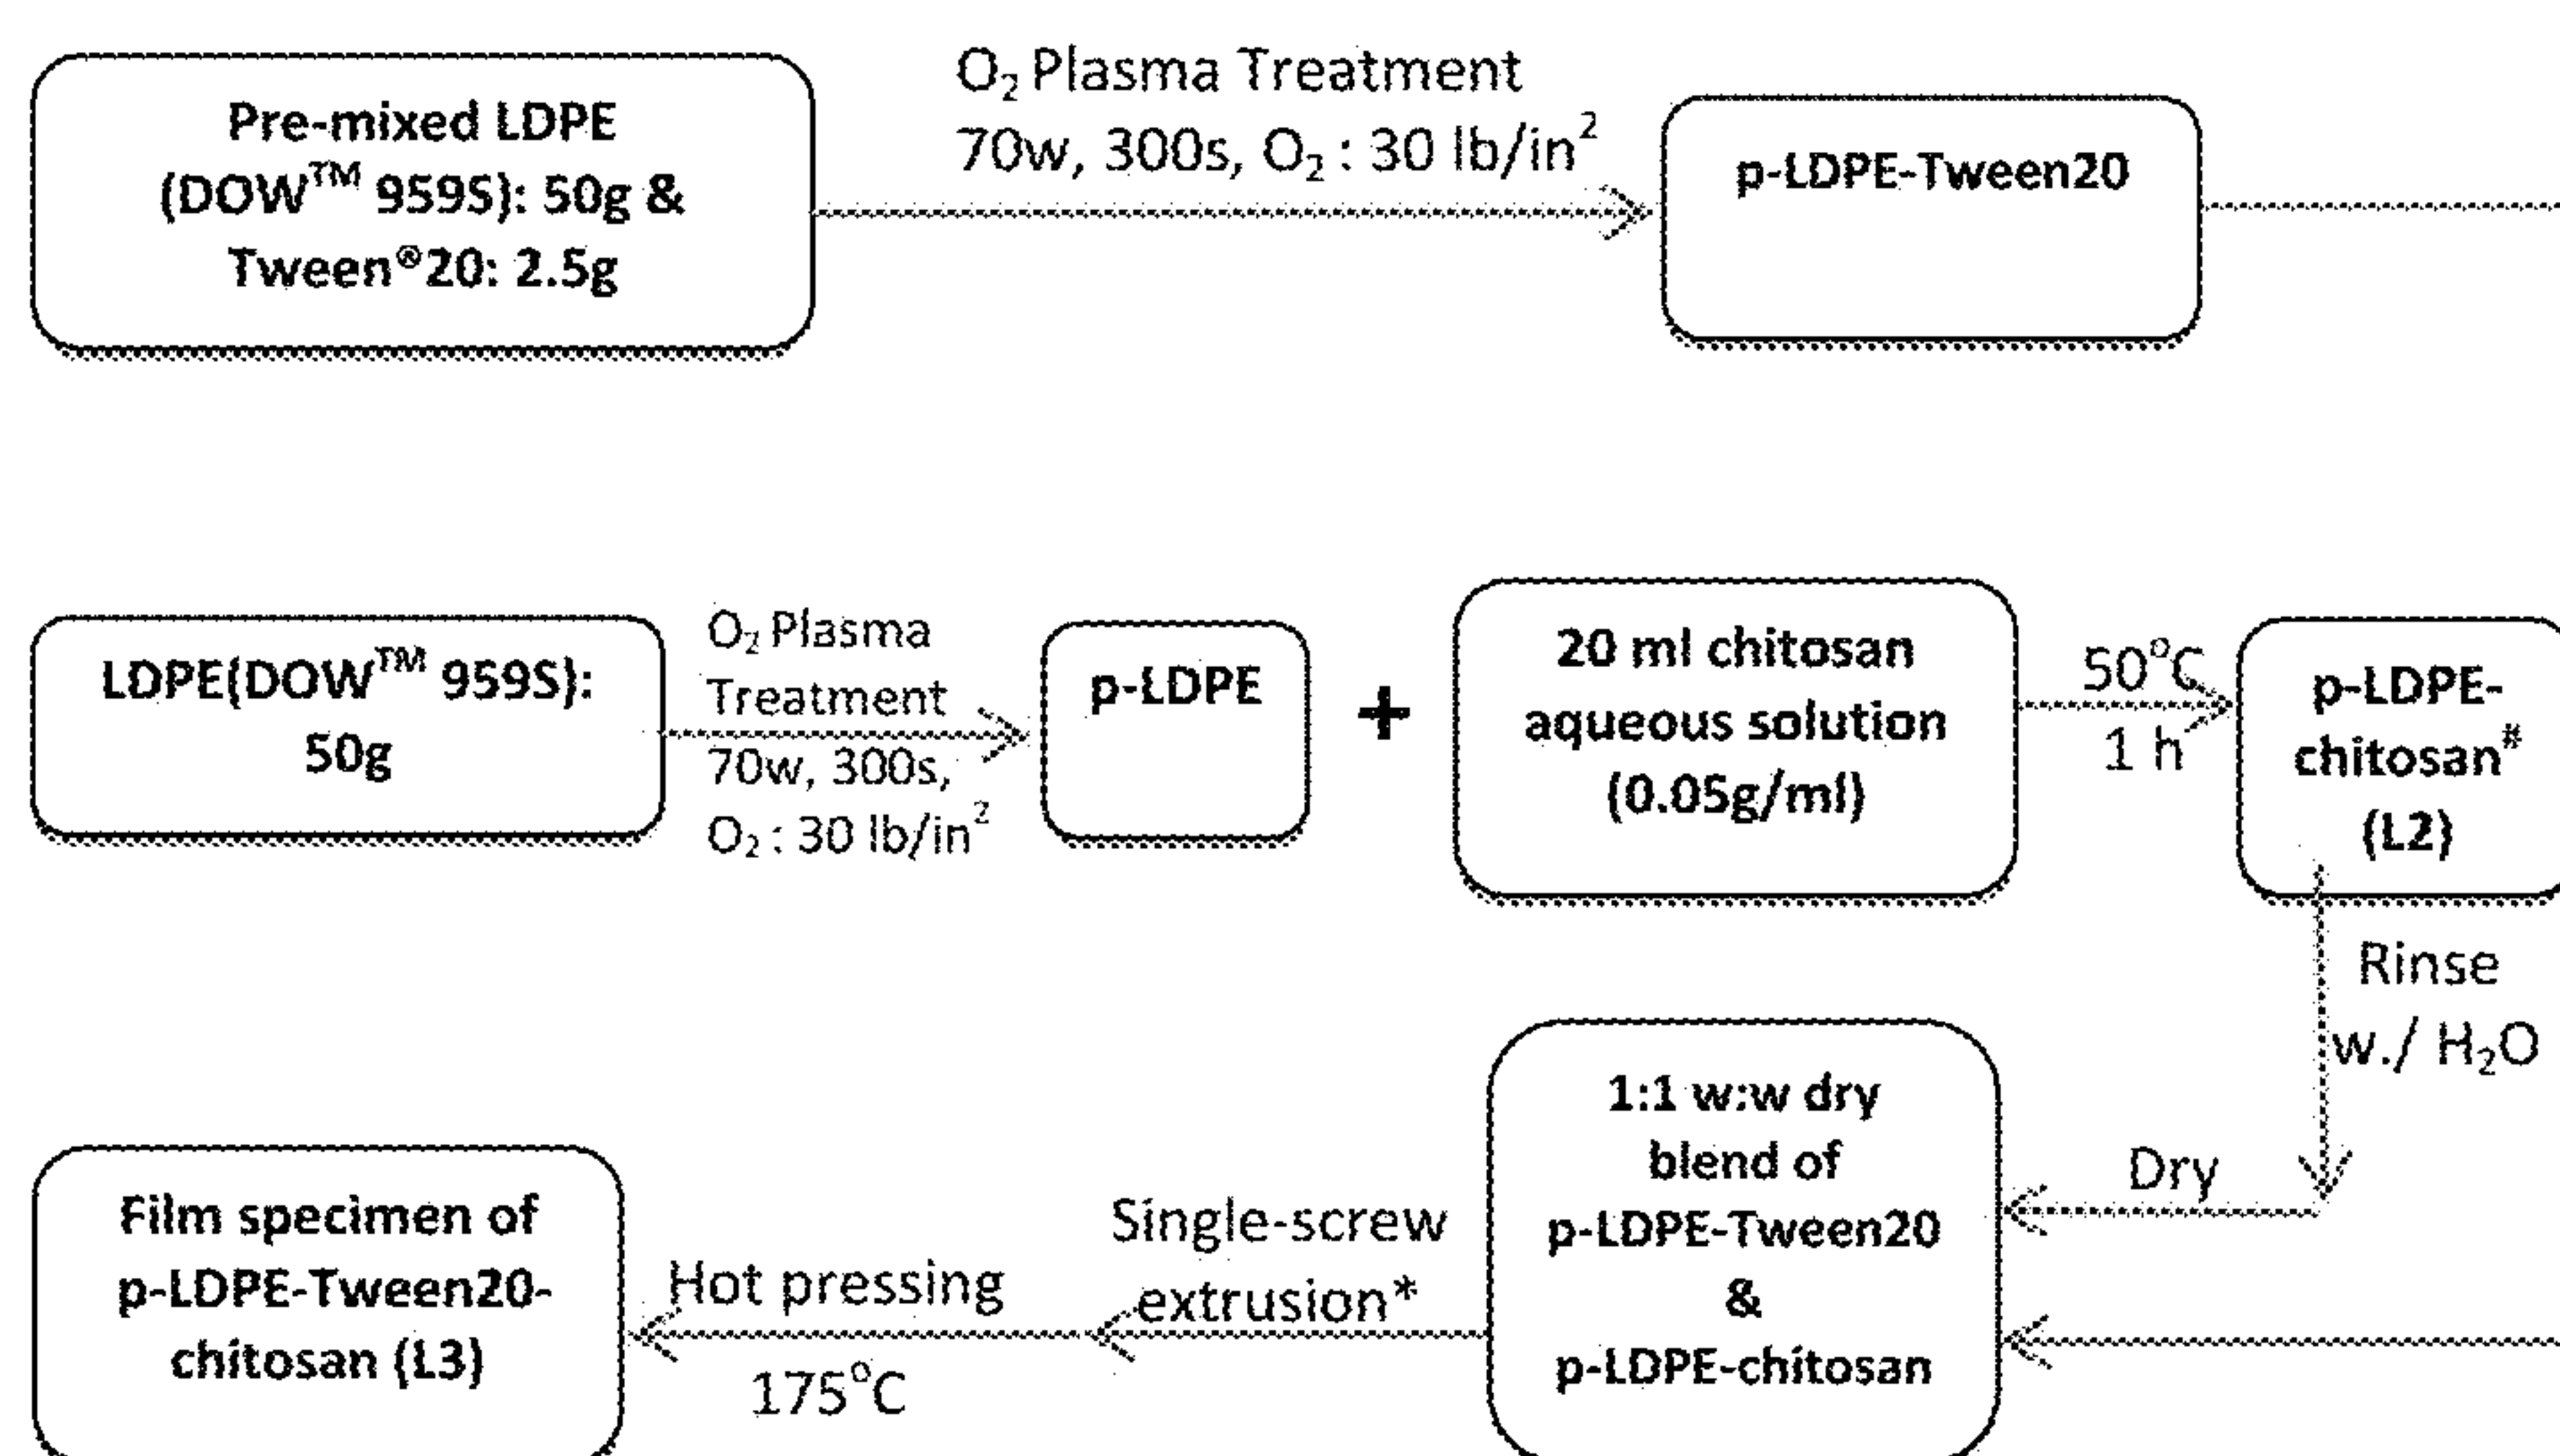 Pre-mixed LDPE
(DOW™ 959S): 50g &
Tween®20: 2.5g
O₂ Plasma Treatment
70w, 300s, O₂ : 30 lb/in²
p-LDPE-Tween20
LDPE(DOW™ 959S):
50g
O₂ Plasma
Treatment
70w, 300s,
O₂ : 30 lb/in²
p-LDPE
+
20 ml chitosan
aqueous solution
(0.05g/ml)
50°C
1 h
p-LDPE-
chitosan#
(L2)
Rinse
w./ H₂O
Dry
1:1 w:w dry
blend of
p-LDPE-Tween20
&
p-LDPE-chitosan
Single-screw
extrusion*
Hot pressing
175°C
Film specimen of
p-LDPE-Tween20-
chitosan (L3)